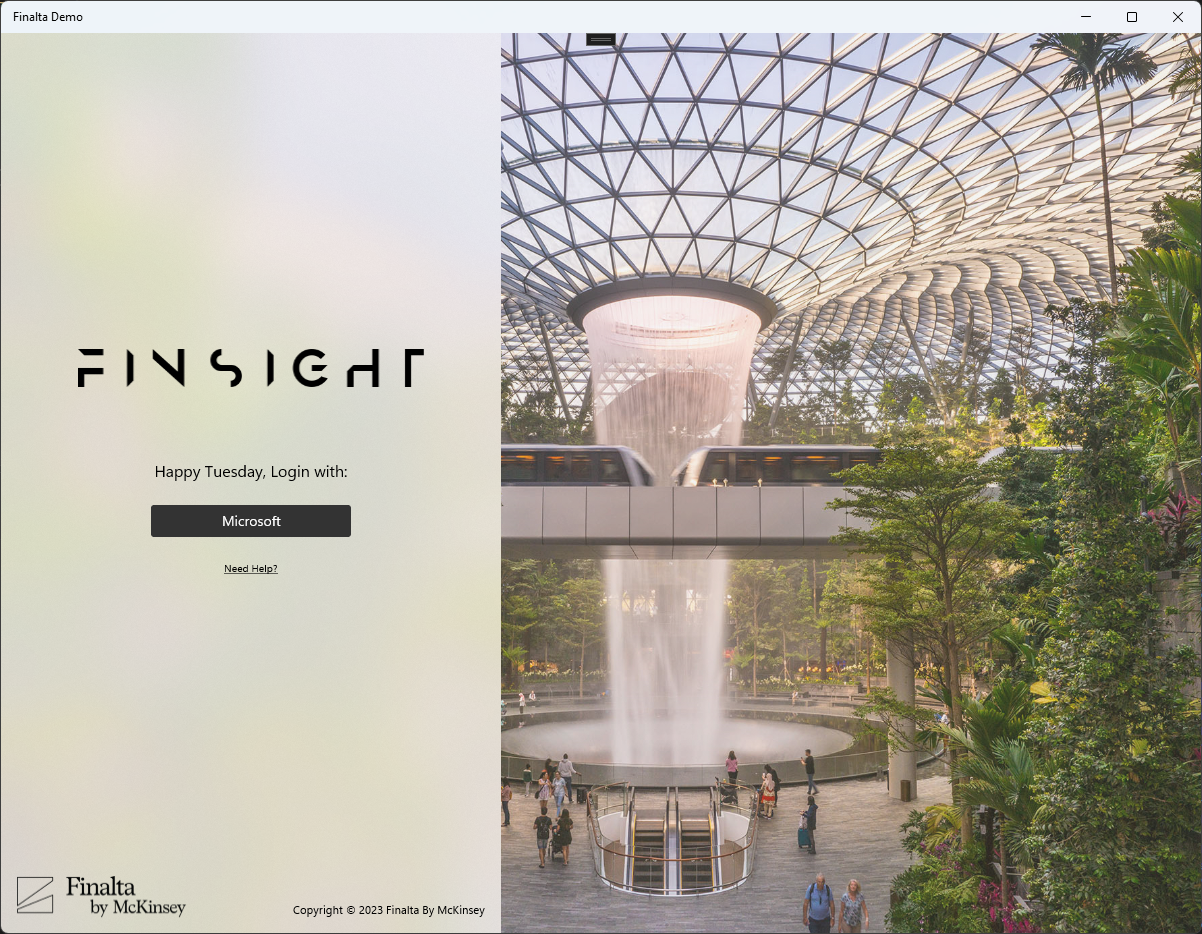 Finalta Demo
FINSIGHT
Happy Tuesday, Login with:
Microsoft
Need Help?
Finalta
by McKinsey
Copyright © 2023 Finalta By McKinsey